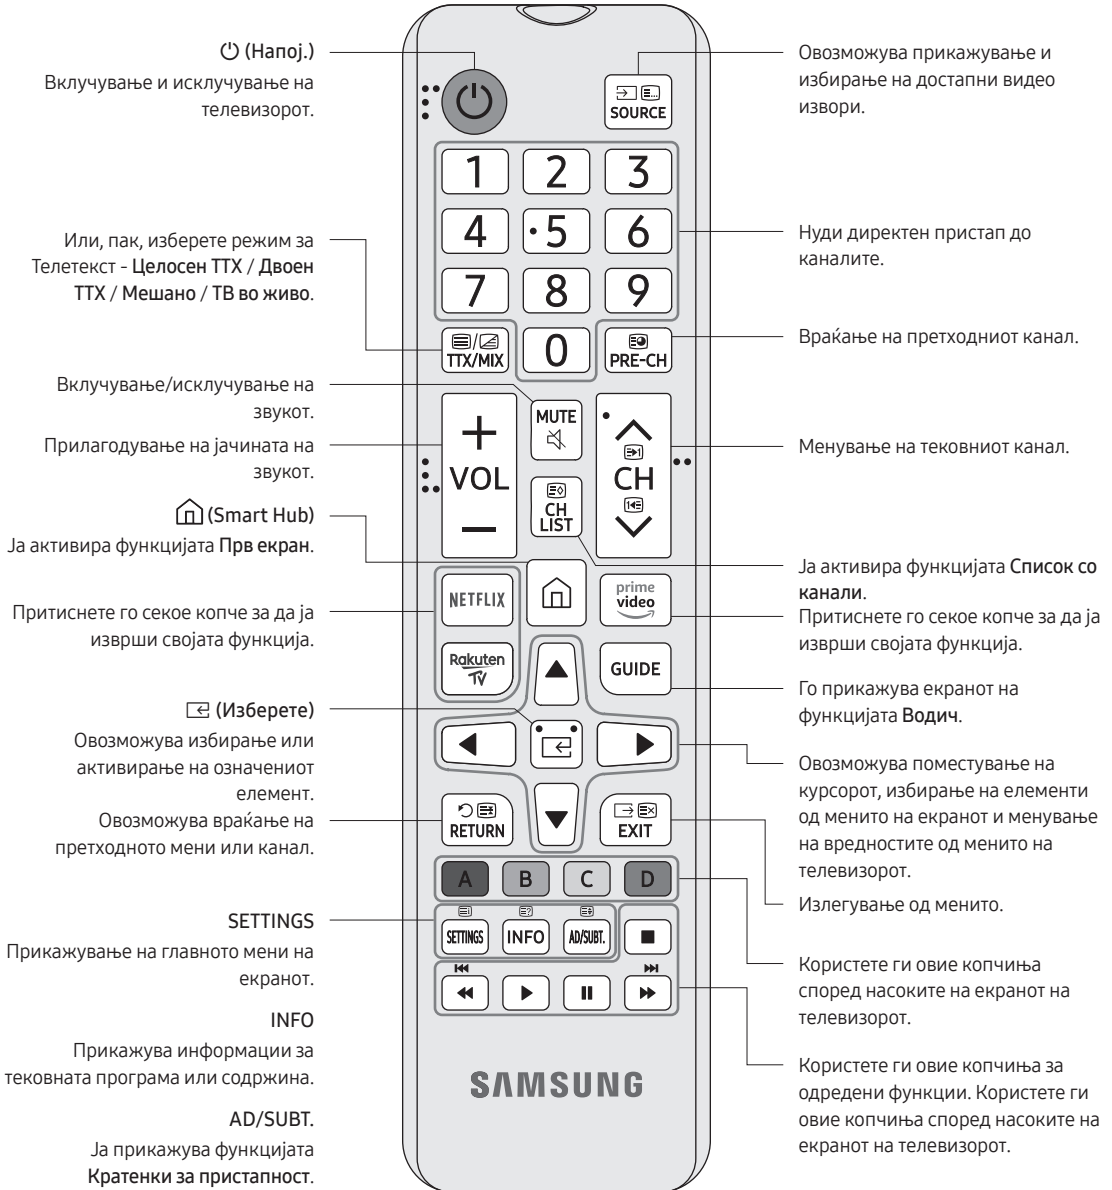 (Напој.)
Вклучување и исклучување на
телевизорот.
Или, пак, изберете режим за
Телетекст - Целосен TTX / Двоен
TTX / Мешано / ТВ во живо.
Вклучување/исклучување на
звукот.
Прилагодување на јачината на
звукот.
(Smart Hub)
Ја активира функцијата Прв екран.
Притиснете го секое копче за да ја
изврши својата функција.
(Изберете)
Овозможува избирање или
активирање на означениот
елемент.
Овозможува враќање на
претходното мени или канал.
SETTINGS
Прикажување на главното мени на
екранот.
INFO
Прикажува информации за
тековната програма или содржина.
AD/SUBT.
Ја прикажува функцијата
Кратенки за пристапност.
SOURCE
1 2 3
4 5 6
7 8 9
TTX/MIX 0 PRE-CH
+ MUTE
VOL CH
CH
LIST
−
NETFLIX prime
video
Rakuten
TV GUIDE
RETURN EXIT
A B C D
SETTINGS INFO AD/SUBT.
SAMSUNG
Овозможува прикажување и
избирање на достапни видео
извори.
Нуди директен пристап до
каналите.
Враќање на претходниот канал.
Менување на тековниот канал.
Ја активира функцијата Список со
канали.
Притиснете го секое копче за да ја
изврши својата функција.
Го прикажува екранот на
функцијата Водич.
Овозможува поместување на
курсорот, избирање на елементи
од менито на екранот и менување
на вредностите од менито на
телевизорот.
Излегување од менито.
Користете ги овие копчиња
според насоките на екранот на
телевизорот.
Користете ги овие копчиња за
одредени функции. Користете ги
овие копчиња според насоките на
екранот на телевизорот.